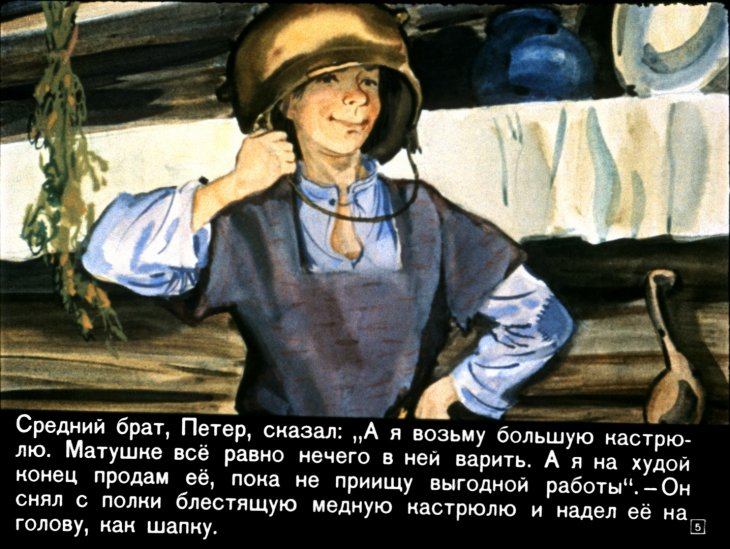 Средний брат, Петер, сказал: „А я возьму большую кастрю-
лю. Матушке всё равно нечего в ней варить. А я на худой
конец продам её, пока не приищу выгодной работы“.—Он
снял с полки блестящую медную кастрюлю и надел её на
голову, как шапку.
5